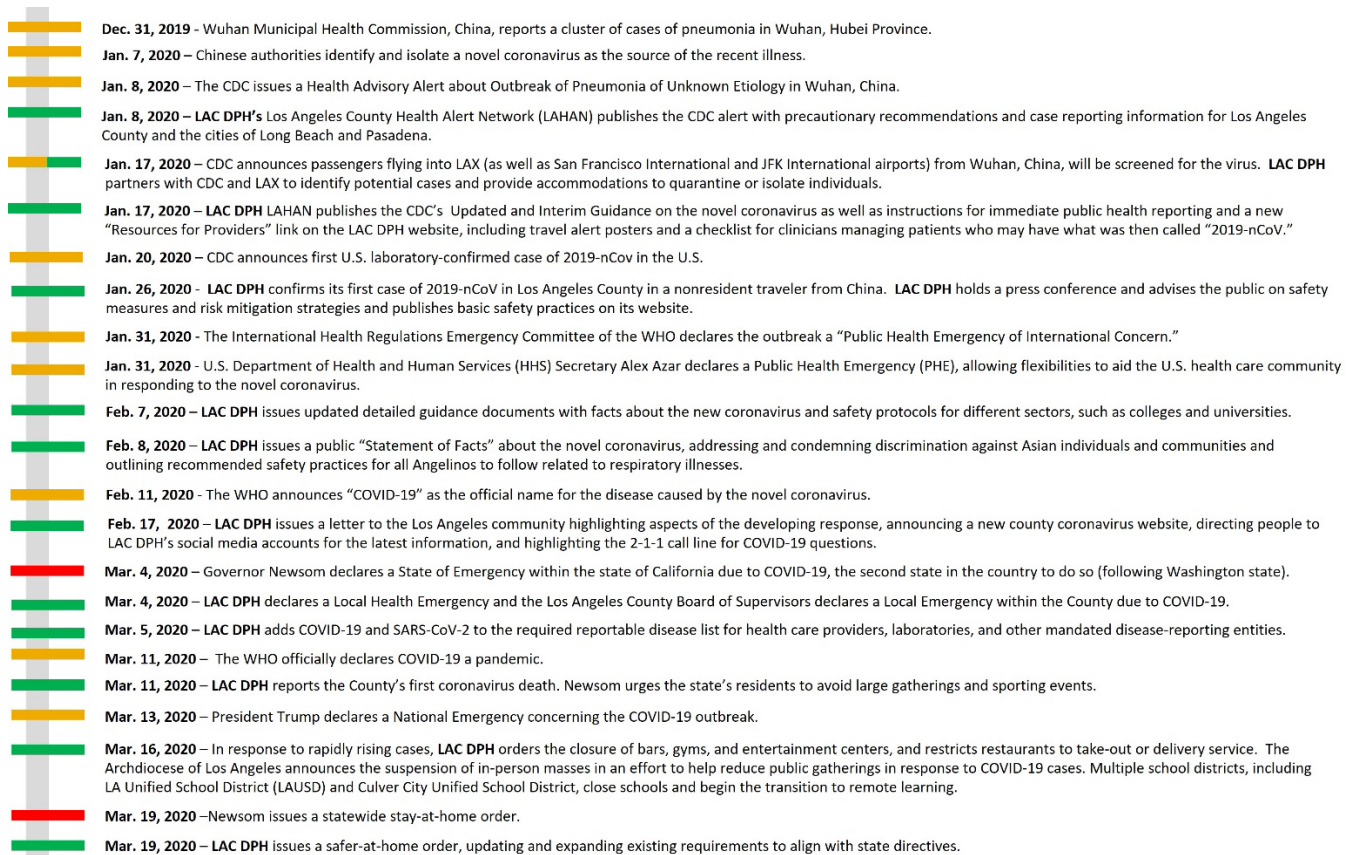 Dec. 31, 2019 - Wuhan Municipal Health Commission, China, reports a cluster of cases of pneumonia in Wuhan, Hubei Province.
Jan. 7, 2020 – Chinese authorities identify and isolate a novel coronavirus as the source of the recent illness.
Jan. 8, 2020 – The CDC issues a Health Advisory Alert about Outbreak of Pneumonia of Unknown Etiology in Wuhan, China.
Jan. 8, 2020 – LAC DPH's Los Angeles County Health Alert Network (LAHAN) publishes the CDC alert with precautionary recommendations and case reporting information for Los Angeles
County and the cities of Long Beach and Pasadena.
Jan. 17, 2020 – CDC announces passengers flying into LAX (as well as San Francisco International and JFK International airports) from Wuhan, China, will be screened for the virus. LAC DPH
partners with CDC and LAX to identify potential cases and provide accommodations to quarantine or isolate individuals.
Jan. 17, 2020 – LAC DPH LAHAN publishes the CDC's Updated and Interim Guidance on the novel coronavirus as well as instructions for immediate public health reporting and a new
"Resources for Providers" link on the LAC DPH website, including travel alert posters and a checklist for clinicians managing patients who may have what was then called "2019-nCoV."
Jan. 20, 2020 – CDC announces first U.S. laboratory-confirmed case of 2019-nCov in the U.S.
Jan. 26, 2020 - LAC DPH confirms its first case of 2019-nCoV in Los Angeles County in a nonresident traveler from China. LAC DPH holds a press conference and advises the public on safety
measures and risk mitigation strategies and publishes basic safety practices on its website.
Jan. 31, 2020 - The International Health Regulations Emergency Committee of the WHO declares the outbreak a "Public Health Emergency of International Concern."
Jan. 31, 2020 - U.S. Department of Health and Human Services (HHS) Secretary Alex Azar declares a Public Health Emergency (PHE), allowing flexibilities to aid the U.S. health care community
in responding to the novel coronavirus.
Feb. 7, 2020 – LAC DPH issues updated detailed guidance documents with facts about the new coronavirus and safety protocols for different sectors, such as colleges and universities.
Feb. 8, 2020 – LAC DPH issues a public "Statement of Facts" about the novel coronavirus, addressing and condemning discrimination against Asian individuals and communities and
outlining recommended safety practices for all Angelinos to follow related to respiratory illnesses.
Feb. 11, 2020 - The WHO announces "COVID-19" as the official name for the disease caused by the novel coronavirus.
Feb. 17, 2020 – LAC DPH issues a letter to the Los Angeles community highlighting aspects of the developing response, announcing a new county coronavirus website, directing people to
LAC DPH's social media accounts for the latest information, and highlighting the 2-1-1 call line for COVID-19 questions.
Mar. 4, 2020 – Governor Newsom declares a State of Emergency within the state of California due to COVID-19, the second state in the country to do so (following Washington state).
Mar. 4, 2020 – LAC DPH declares a Local Health Emergency and the Los Angeles County Board of Supervisors declares a Local Emergency within the County due to COVID-19.
Mar. 5, 2020 – LAC DPH adds COVID-19 and SARS-CoV-2 to the required reportable disease list for health care providers, laboratories, and other mandated disease-reporting entities.
Mar. 11, 2020 – The WHO officially declares COVID-19 a pandemic.
Mar. 11, 2020 – LAC DPH reports the County's first coronavirus death. Newsom urges the state's residents to avoid large gatherings and sporting events.
Mar. 13, 2020 – President Trump declares a National Emergency concerning the COVID-19 outbreak.
Mar. 16, 2020 – In response to rapidly rising cases, LAC DPH orders the closure of bars, gyms, and entertainment centers, and restricts restaurants to take-out or delivery service. The
Archdiocese of Los Angeles announces the suspension of in-person masses in an effort to help reduce public gatherings in response to COVID-19 cases. Multiple school districts, including
LA Unified School District (LAUSD) and Culver City Unified School District, close schools and begin the transition to remote learning.
Mar. 19, 2020 –Newsom issues a statewide stay-at-home order.
Mar. 19, 2020 – LAC DPH issues a safer-at-home order, updating and expanding existing requirements to align with state directives.